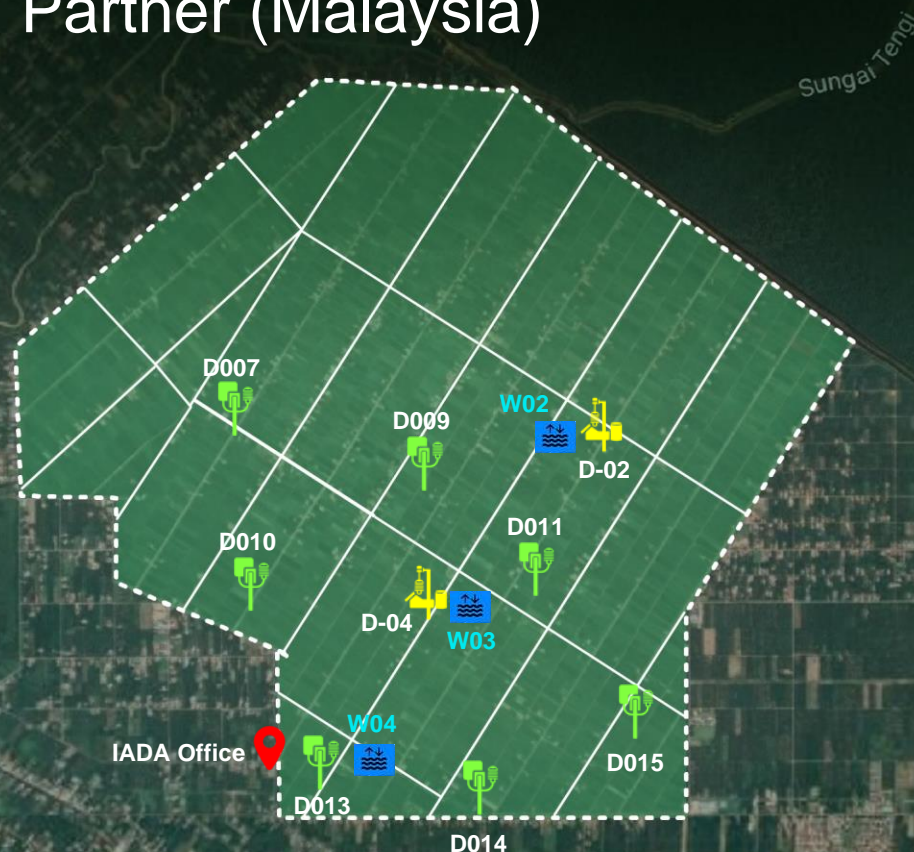 Partner (Malaysia)
Sungai Tengi
D007
W02
D009
D-02
D011
D010
D-04
W03
W04
IADA Office
D015
D013
D014